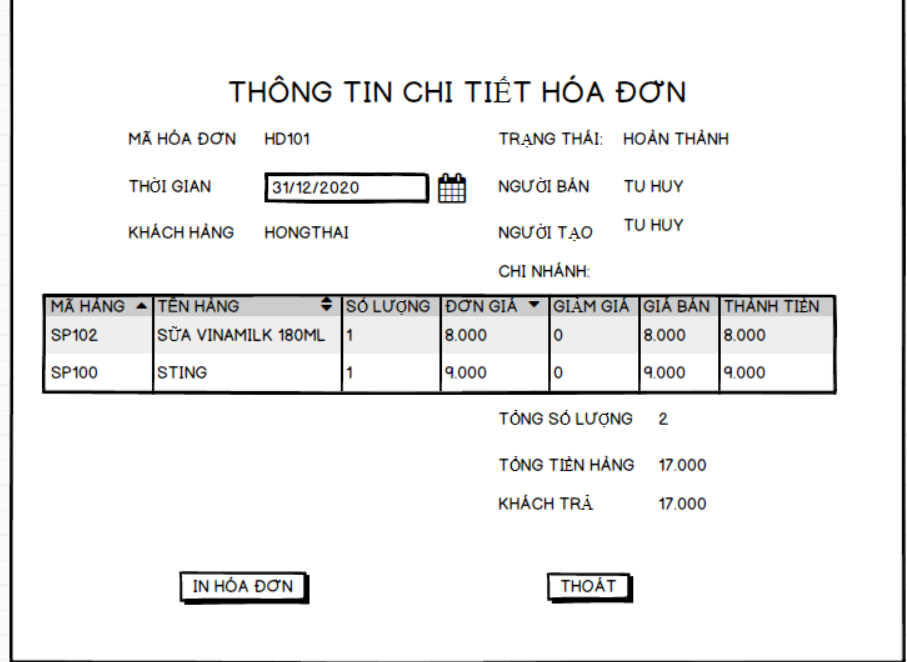 THÔNG TIN CHI TIẾT HÓA ĐƠN
MÃ HÓA ĐƠN HD101 TRẠNG THÁI: HOÀN THÀNH
THỜI GIAN 31/12/2020 NGƯỜI BÁN TU HUY
KHÁCH HÀNG HONGTHAI NGƯỜI TẠO TU HUY
CHI NHÁNH:
MÃ HÀNG TÊN HÀNG SỐ LƯỢNG ĐƠN GIÁ GIẢM GIÁ GIÁ BÁN THÀNH TIỀN
SP102 SỮA VINAMILK 180ML 1 8.000 0 8.000 8.000
SP100 STING 1 9.000 0 9.000 9.000
TỔNG SỐ LƯỢNG 2
TỔNG TIỀN HÀNG 17.000
KHÁCH TRẢ 17.000
IN HÓA ĐƠN THOÁT